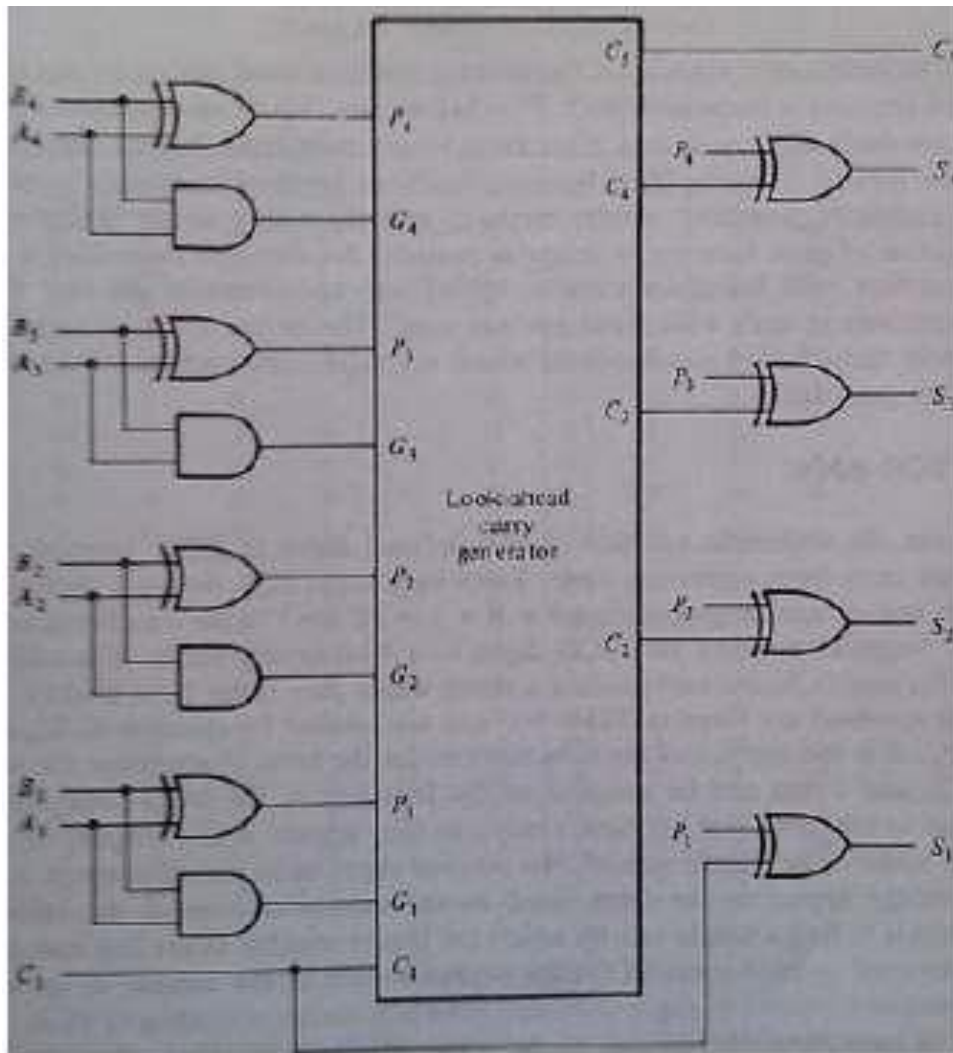 C₅ C₅
B₄
A₄
P₄
P₄
C₄
S₄
G₄
B₃
A₃
P₃
P₃
C₃
S₃
G₃
Look-ahead
carry
generator
B₂
A₂
P₂
P₂
C₂
S₂
G₂
B₁
A₁
P₁
P₁
S₁
G₁
C₁
C₁